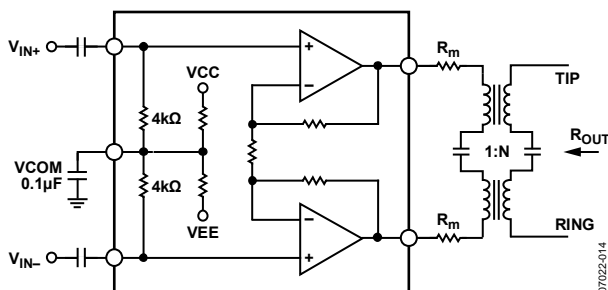 VIN+
VCC
4kΩ
VCOM
0.1µF
4kΩ
VEE
VIN–
+
–
–
+
Rm
TIP
1:N
ROUT
Rm
RING
07022-014